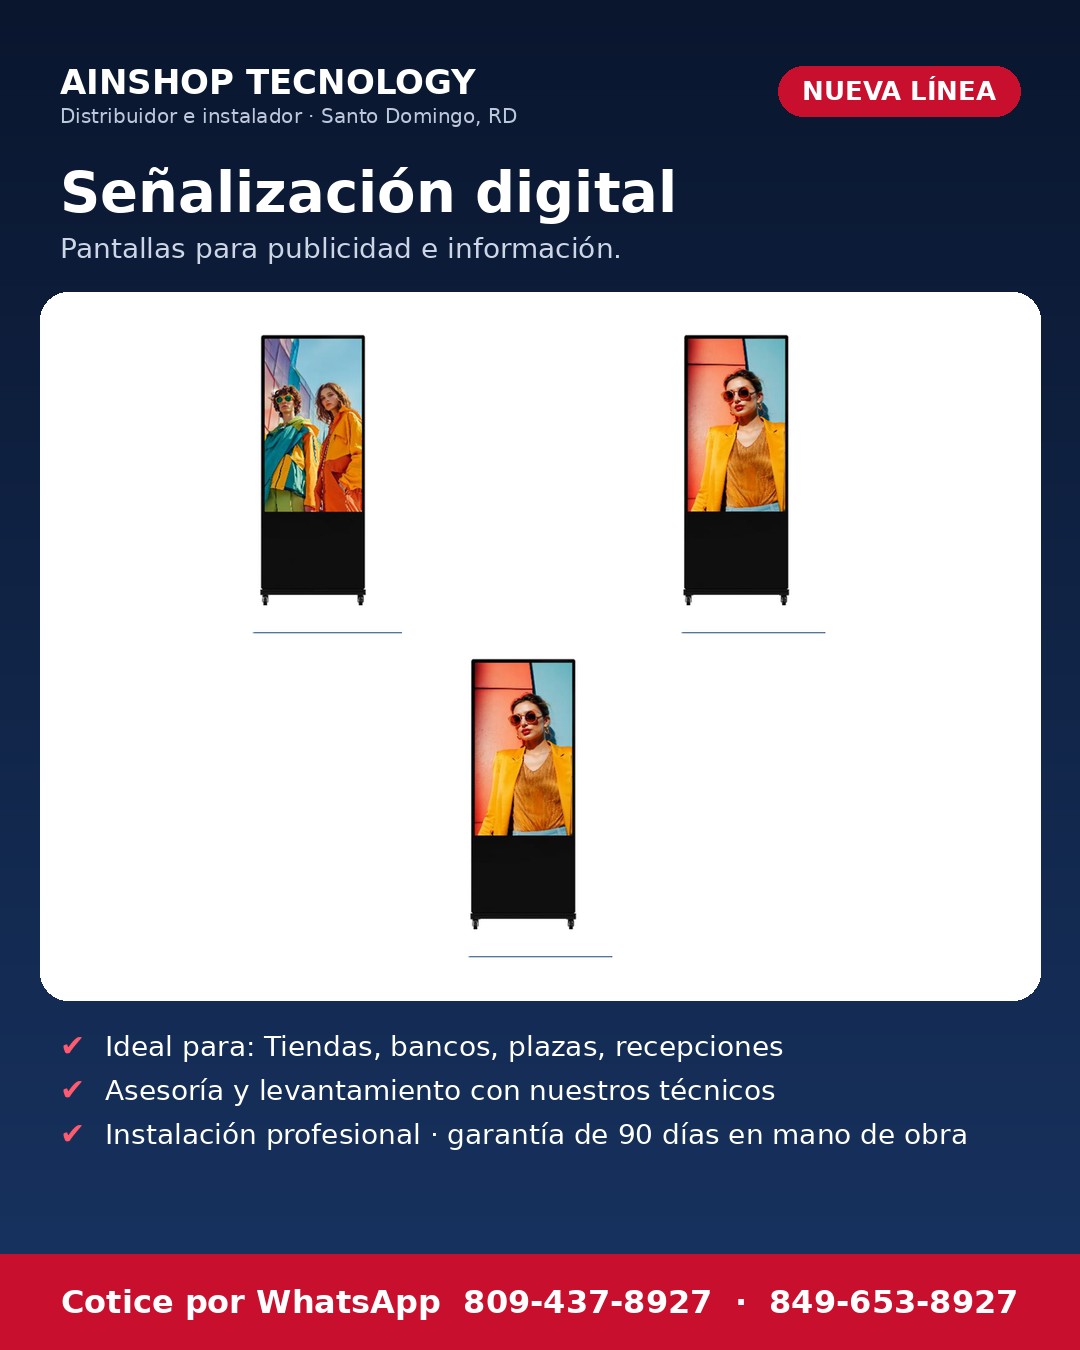 AINSHOP TECNOLOGY
NUEVA LÍNEA
Distribuidor e instalador · Santo Domingo, RD
Señalización digital
Pantallas para publicidad e información.
✔ Ideal para: Tiendas, bancos, plazas, recepciones
✔ Asesoría y levantamiento con nuestros técnicos
✔ Instalación profesional · garantía de 90 días en mano de obra
Cotice por WhatsApp 809-437-8927 · 849-653-8927